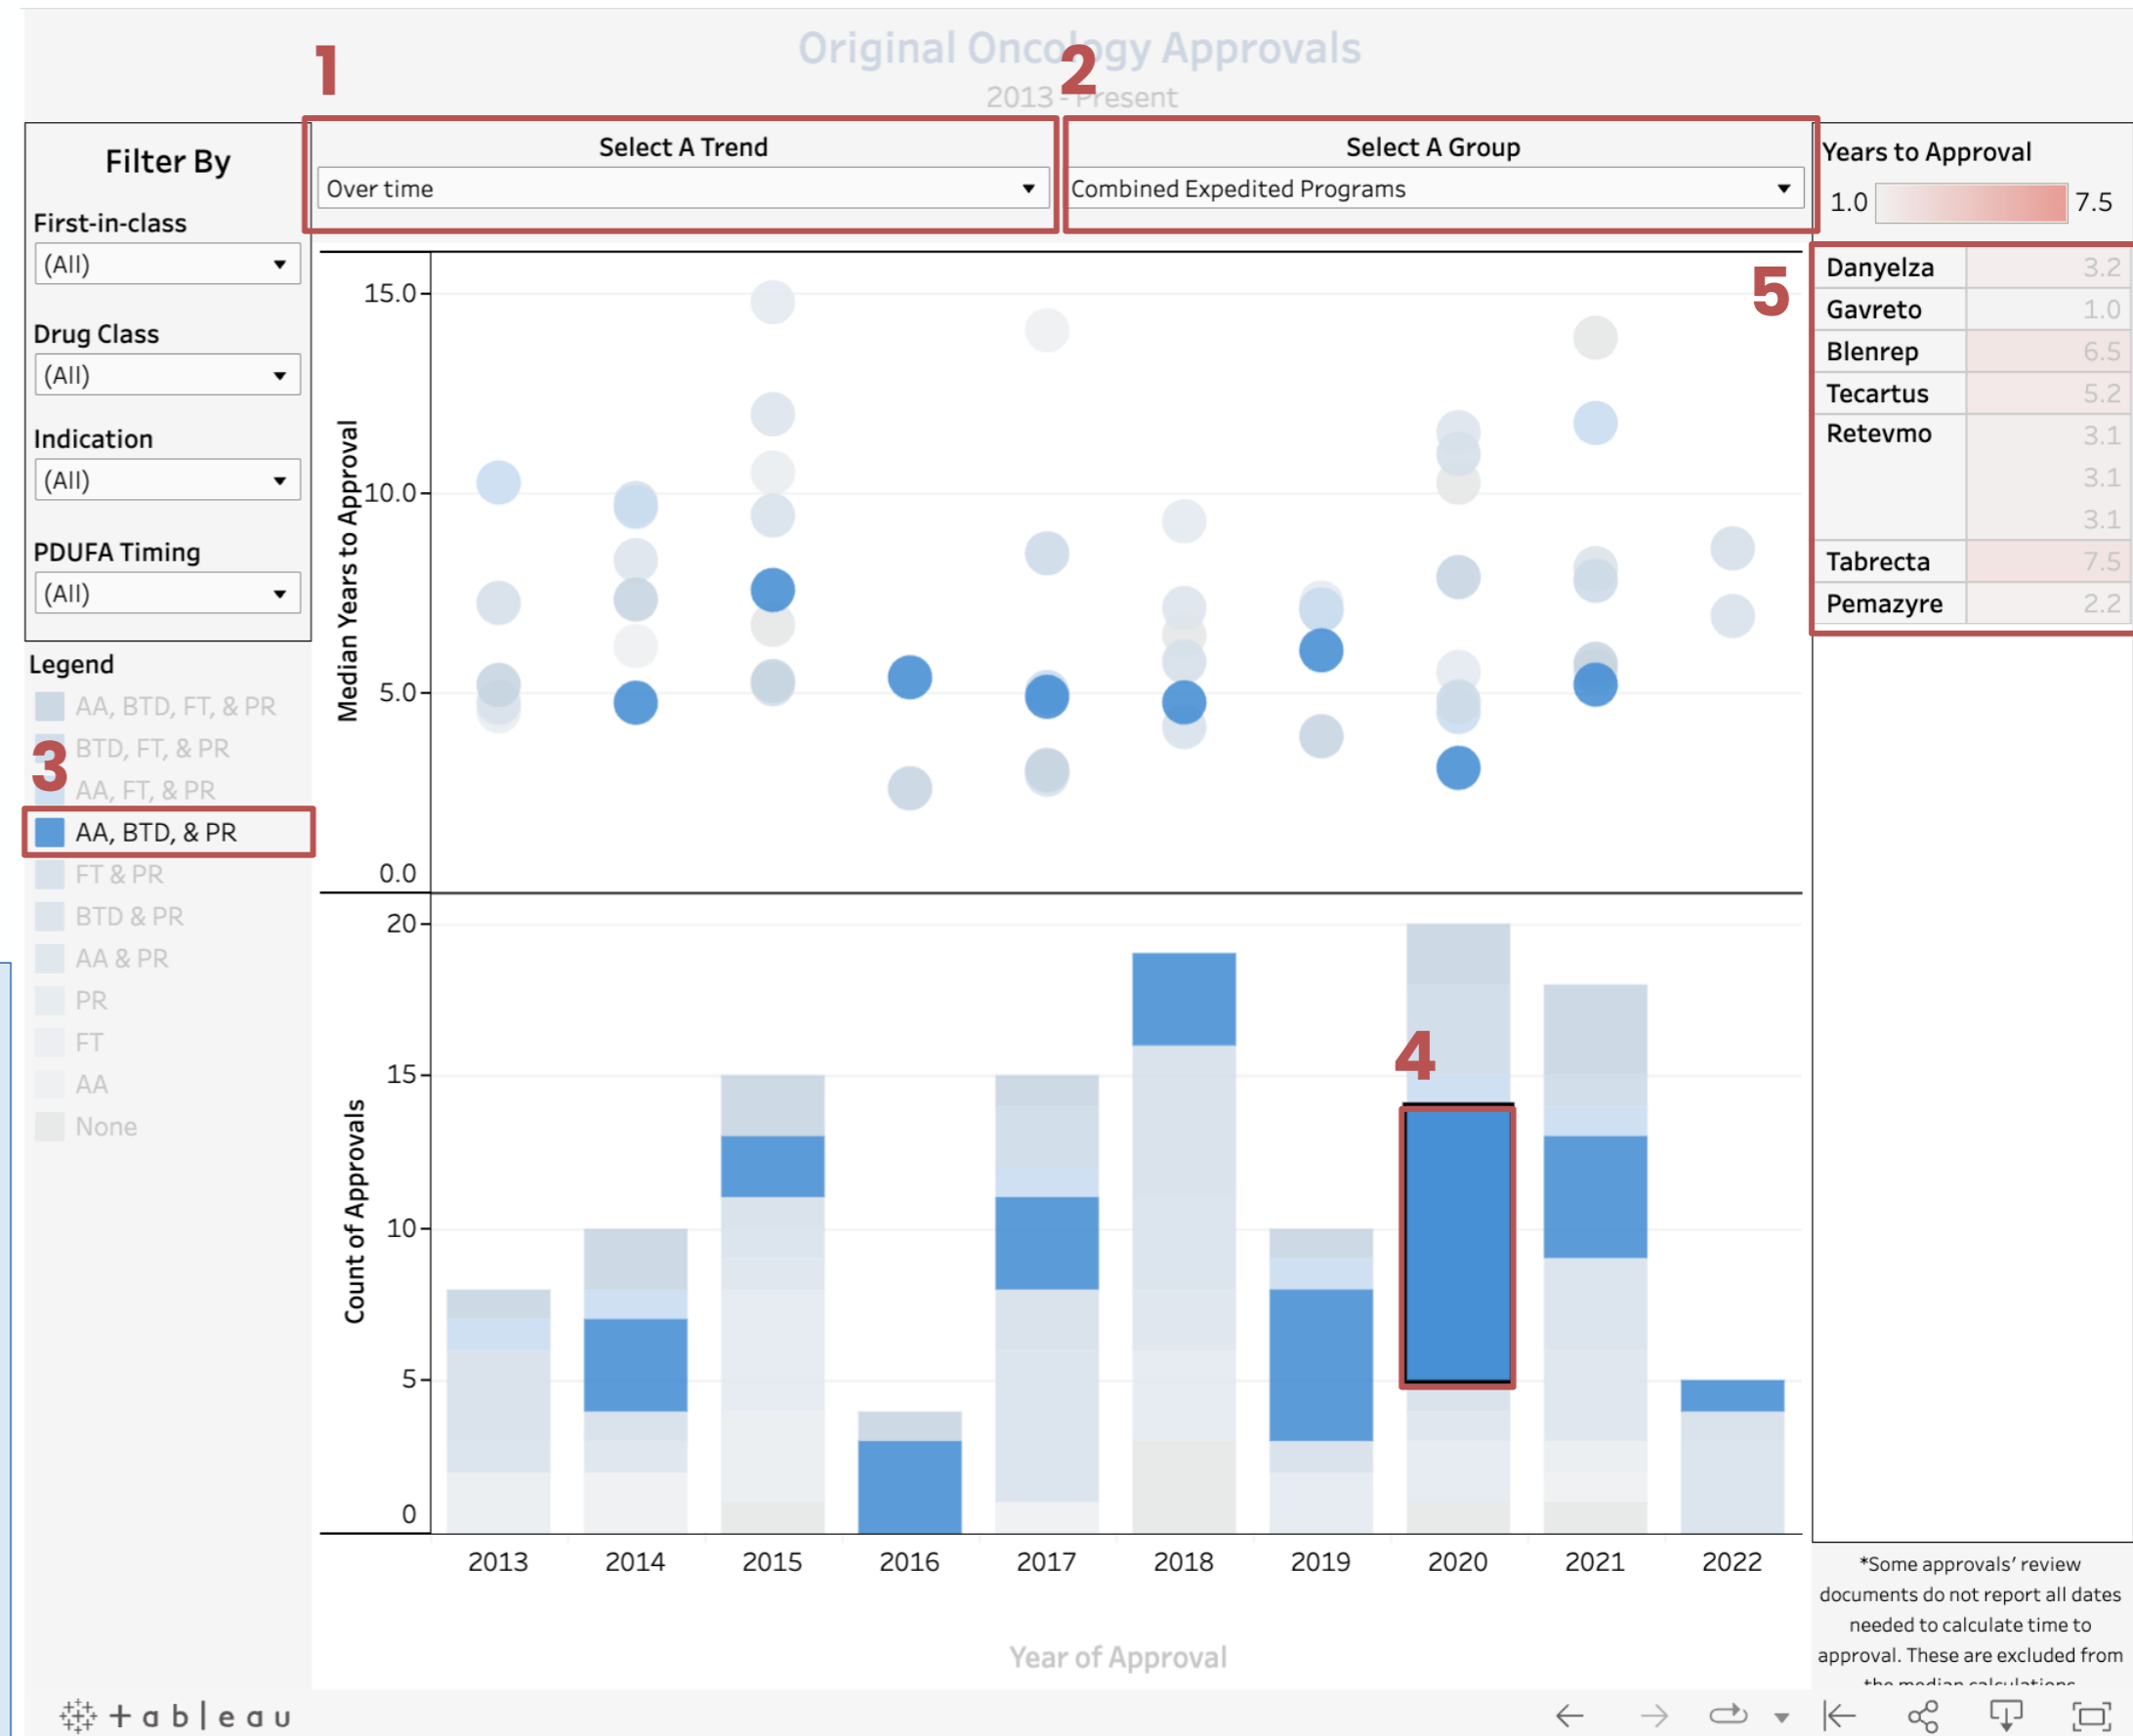 Original Oncology Approvals
2013 - Present
1
2
Filter By
First-in-class
(All)
Drug Class
(All)
Indication
(All)
PDUFA Timing
(All)
Select A Trend
Over time
Select A Group
Combined Expedited Programs
Years to Approval
1.0 7.5
5
Danyelza 3.2
Gavreto 1.0
Blenrep 6.5
Tecartus 5.2
Retevmo 3.1
3.1
3.1
Tabrecta 7.5
Pemazyre 2.2
Legend
AA, BTD, FT, & PR
BTD, FT, & PR
3
AA, FT, & PR
AA, BTD, & PR
FT & PR
BTD & PR
AA & PR
PR
FT
AA
None
Median Years to Approval
15.0
10.0
5.0
0.0
Count of Approvals
20
15
10
5
0
4
2013 2014 2015 2016 2017 2018 2019 2020 2021 2022
Year of Approval
*Some approvals' review
documents do not report all dates
needed to calculate time to
approval. These are excluded from
the median calculations
+ableau